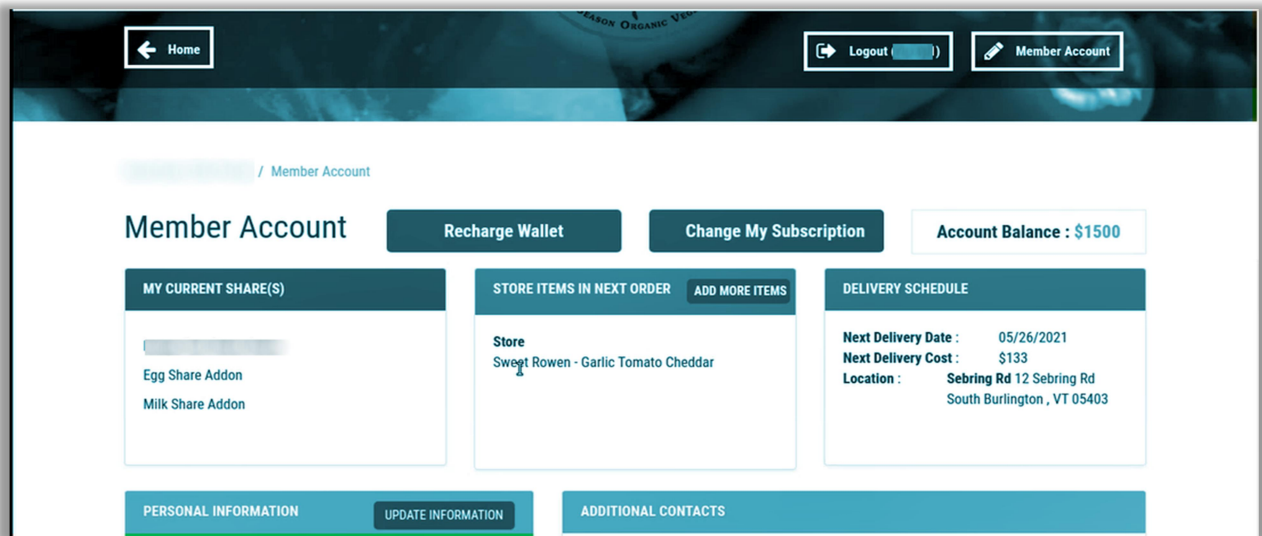 EASON ORGANIC VEG
Home
Logout ( )
Member Account
/ Member Account
Member Account
Recharge Wallet
Change My Subscription
Account Balance : $1500
MY CURRENT SHARE(S)
Egg Share Addon
Milk Share Addon
STORE ITEMS IN NEXT ORDER
ADD MORE ITEMS
Store
Sweet Rowen - Garlic Tomato Cheddar
DELIVERY SCHEDULE
Next Delivery Date : 05/26/2021
Next Delivery Cost : $133
Location : Sebring Rd 12 Sebring Rd
South Burlington , VT 05403
PERSONAL INFORMATION
UPDATE INFORMATION
ADDITIONAL CONTACTS